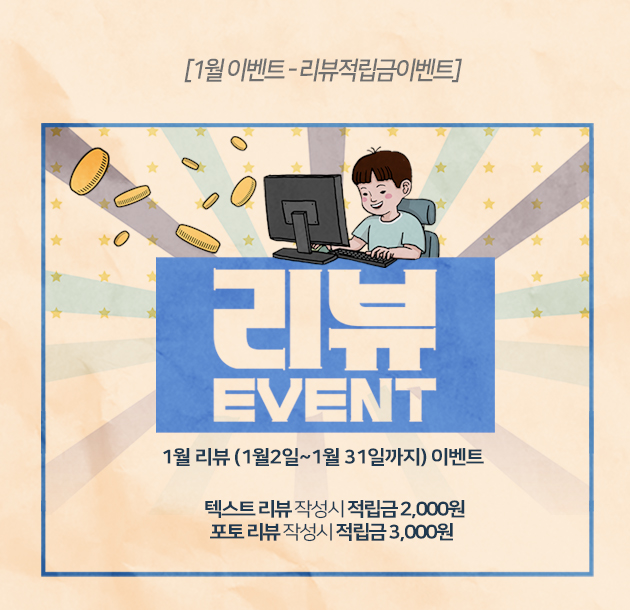 [1월 이벤트 - 리뷰적립금이벤트]
리뷰
EVENT
1월 리뷰 (1월2일~1월 31일까지) 이벤트
텍스트 리뷰 작성시 적립금 2,000원
포토 리뷰 작성시 적립금 3,000원